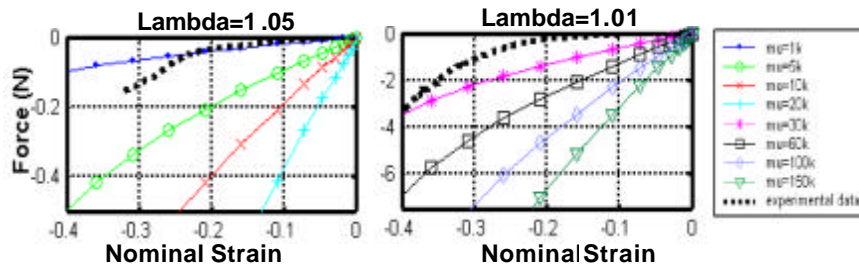 Lambda=1.05
Lambda=1.01
Force (N)
0
-0.2
-0.4
-0.4 -0.3 -0.2 -0.1 0
Nominal Strain
0
-2
-4
-6
-0.4 -0.3 -0.2 -0.1 0
Nominal Strain
mu=1k
mu=5k
mu=10k
mu=20k
mu=30k
mu=60k
mu=100k
mu=150k
experimental data